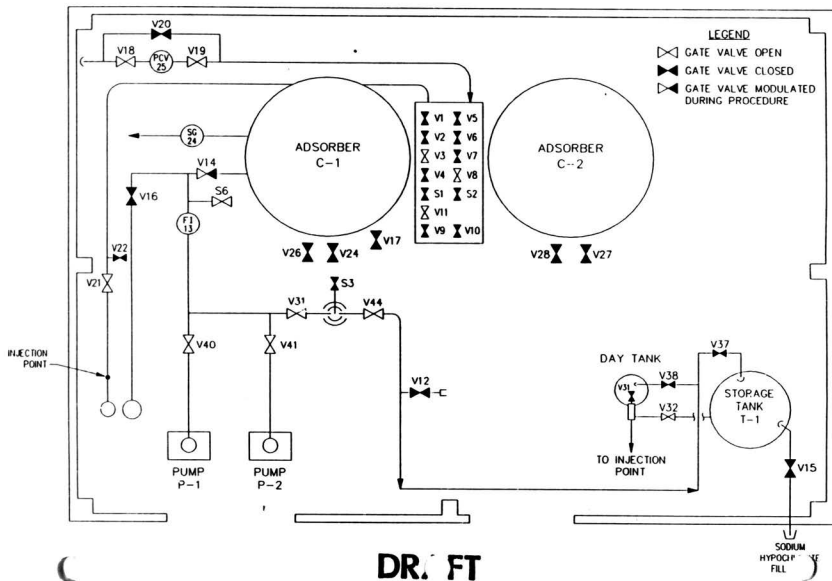 V20
V18
PCV
25
V19
LEGEND
GATE VALVE OPEN
GATE VALVE CLOSED
GATE VALVE MODULATED
DURING PROCEDURE
SG
24
V14
V16
S6
FI
13
V22
V21
INJECTION
POINT
ADSORBER
C-1
V1 V5
V2 V6
V3 V7
V4 V8
S1 S2
V11
V9 V10
ADSORBER
C-2
V26 V24 V17
V28 V27
S3
V31 V44
V40 V41
V12
V37
DAY TANK
V38
V31
V32
STORAGE
TANK
T-1
TO INJECTION
POINT
V15
PUMP
P-1
PUMP
P-2
SODIUM
FILL